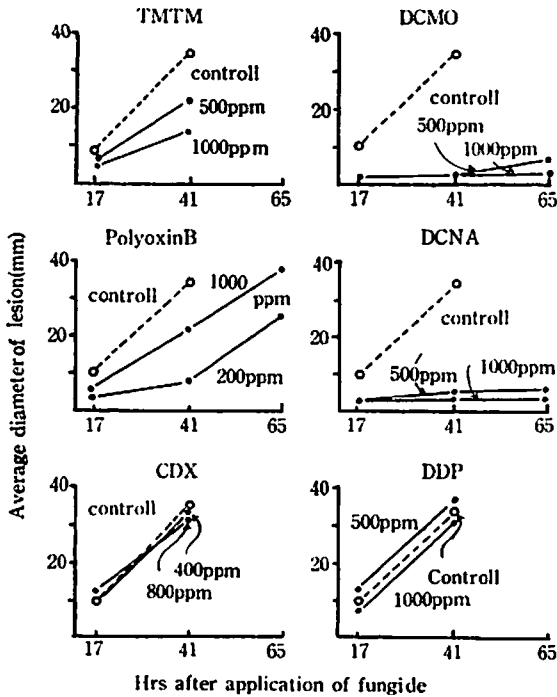 TMTM
DCMO
40
controll
500ppm
20
1000ppm
17 41 65
40
controll
500ppm
1000ppm
20
17 41 65
PolyoxinB
DCNA
40
controll
1000
ppm
20
200ppm
17 41 65
40
controll
20
500ppm
1000ppm
17 41 65
CDX
DDP
40
controll
20
400ppm
800ppm
17 41 65
40
500ppm
20
Controll
1000ppm
17 41 65
Average diameter of lesion(mm)
Hrs after application of fungide